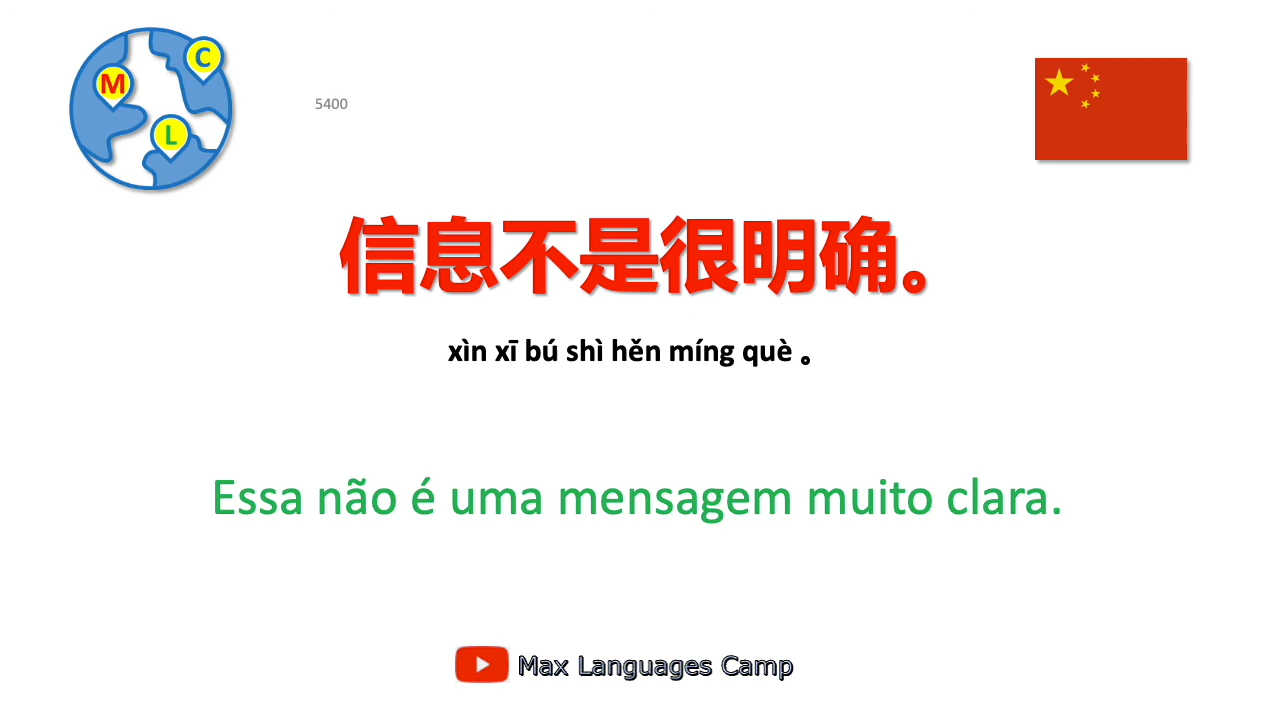 M
C
L
5400
信息不是很明确。
xìn xī bú shì hěn míng què 。
Essa não é uma mensagem muito clara.
Max Languages Camp